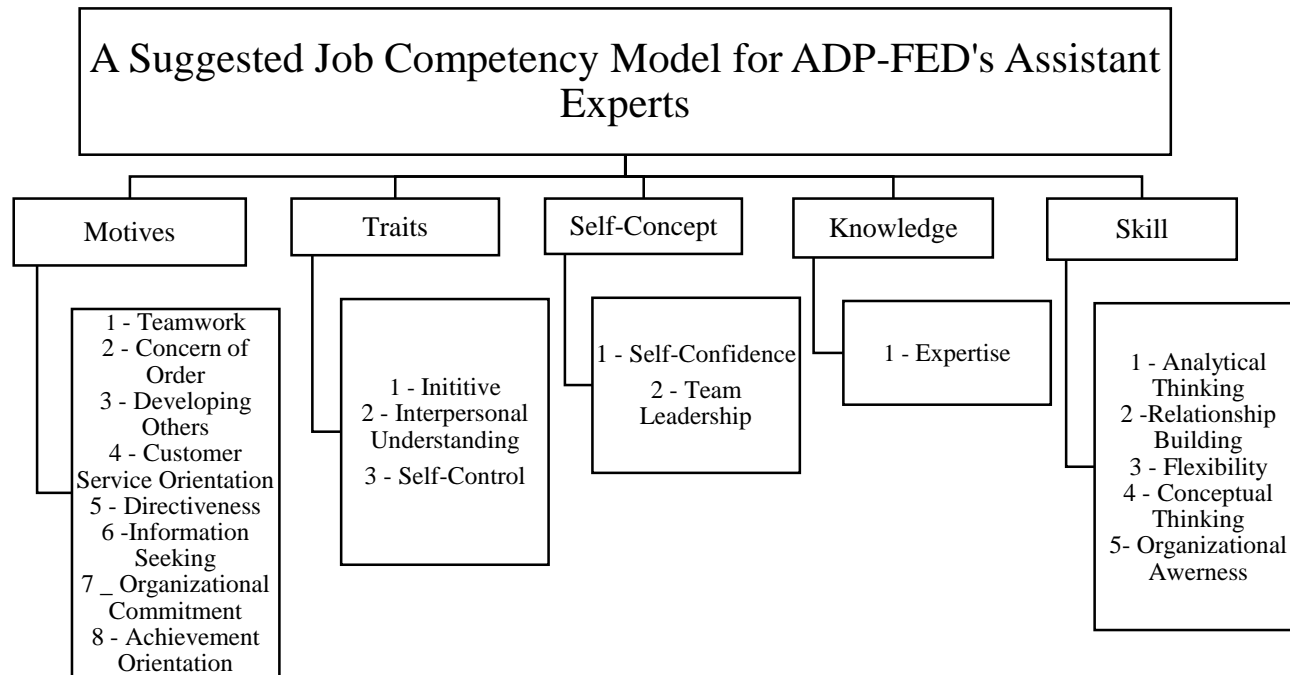 A Suggested Job Competency Model for ADP-FED's Assistant
Experts
Motives
Traits
Self-Concept
Knowledge
Skill
1 - Teamwork
2 - Concern of
Order
3 - Developing
Others
4 - Customer
Service Orientation
5 - Directiveness
6 -Information
Seeking
7 _ Organizational
Commitment
8 - Achievement
Orientation
1 - Inititive
2 - Interpersonal
Understanding
3 - Self-Control
1 - Self-Confidence
2 - Team
Leadership
1 - Expertise
1 - Analytical
Thinking
2 -Relationship
Building
3 - Flexibility
4 - Conceptual
Thinking
5- Organizational
Awerness